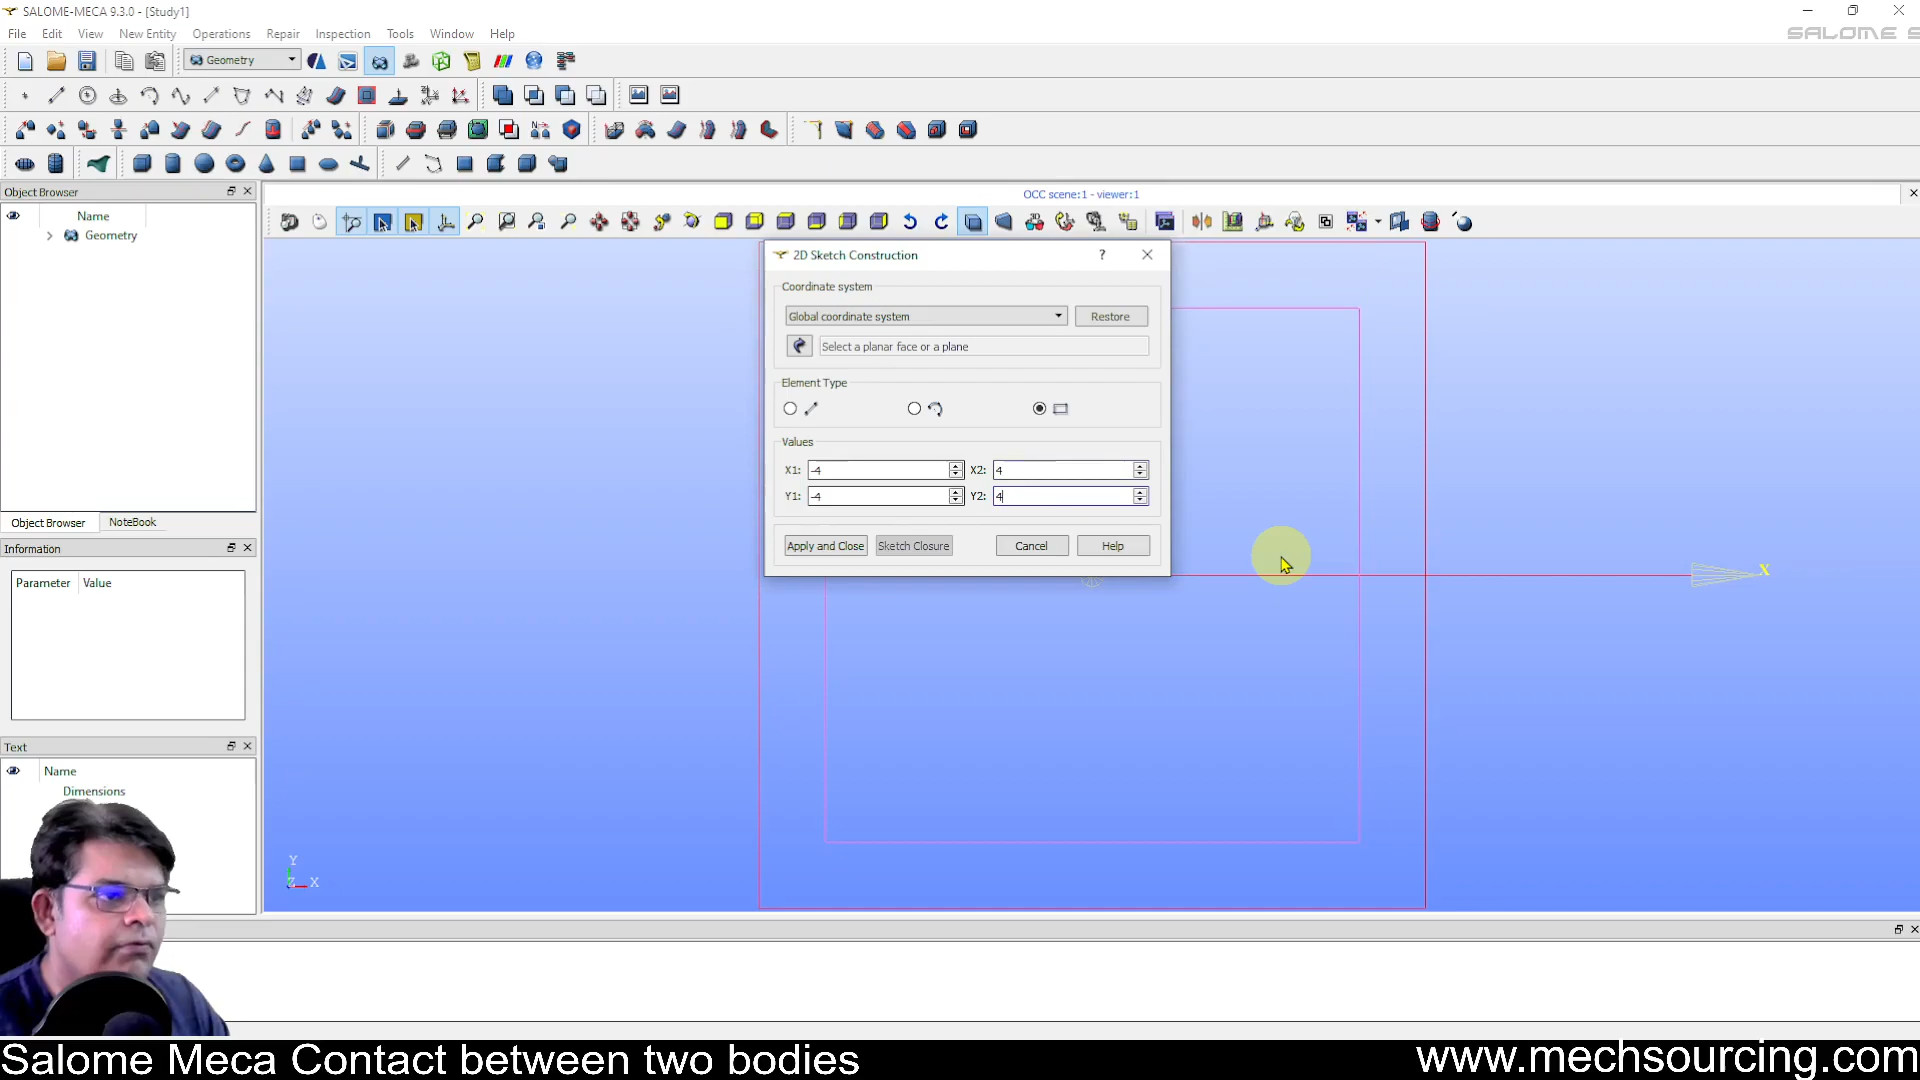 SALOME-MECA 9.3.0 - [Study1]
File Edit View New Entity Operations Repair Inspection Tools Window Help
SALOME S
Geometry
Object Browser
OCC scene:1 - viewer:1
Name
Geometry
2D Sketch Construction ?
Coordinate system
Global coordinate system Restore
Select a planar face or a plane
Element Type
Values
X1: -4 X2: 4
Y1: -4 Y2: 4
Object Browser NoteBook
Apply and Close Sketch Closure Cancel Help
Information
X
Parameter Value
Text
Name
Dimensions
Y
Z X
Salome Meca Contact between two bodies
www.mechsourcing.com